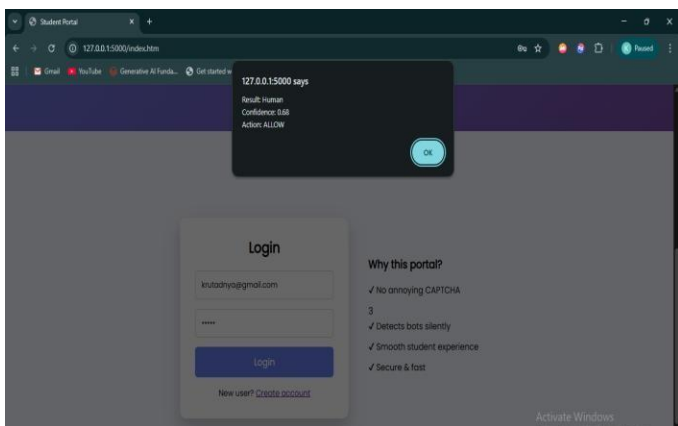 Student Portal
127.0.0.1:5000/index.htm
Paused
Gmail
YouTube
Generative AI Funda...
Get started w
127.0.0.1:5000 says
Result: Human
Confidence: 0.68
Action: ALLOW
OK
Login
krutadnya@gmail.com
•••••
Login
New user? Create account
Why this portal?
✓ No annoying CAPTCHA
3
✓ Detects bots silently
✓ Smooth student experience
✓ Secure & fast
Activate Windows